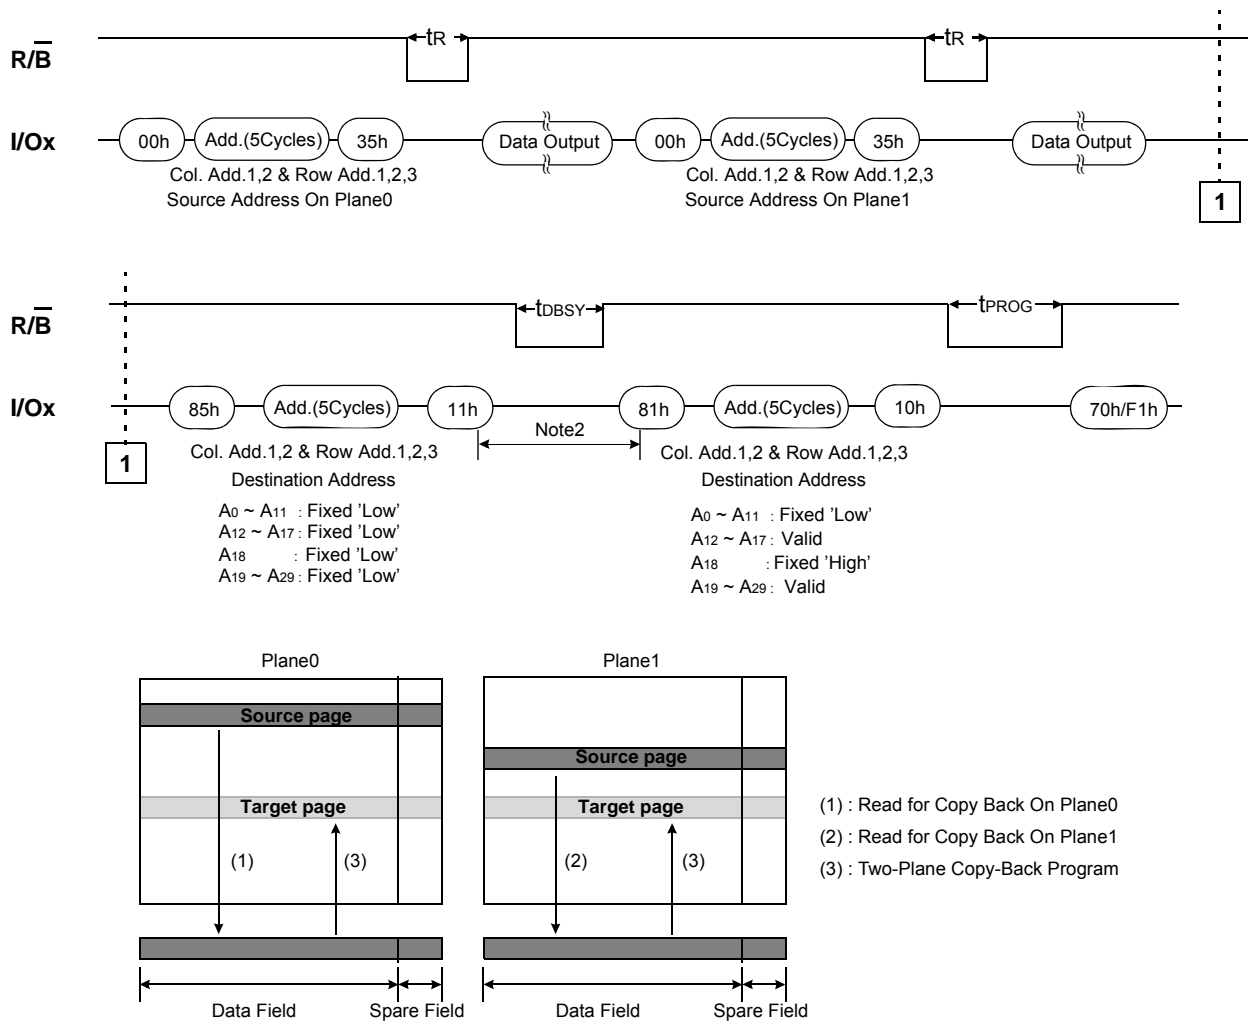 tR tR
R/B
I/Ox 00h Add.(5Cycles) 35h Data Output 00h Add.(5Cycles) 35h Data Output
Col. Add.1,2 & Row Add.1,2,3 Col. Add.1,2 & Row Add.1,2,3
Source Address On Plane0 Source Address On Plane1
1
tDBSY tPROG
R/B
I/Ox 85h Add.(5Cycles) 11h 81h Add.(5Cycles) 10h 70h/F1h
Note2
1
Col. Add.1,2 & Row Add.1,2,3 Col. Add.1,2 & Row Add.1,2,3
Destination Address Destination Address
A0 ~ A11 : Fixed 'Low' A0 ~ A11 : Fixed 'Low'
A12 ~ A17 : Fixed 'Low' A12 ~ A17 : Valid
A18 : Fixed 'Low' A18 : Fixed 'High'
A19 ~ A29 : Fixed 'Low' A19 ~ A29 : Valid
Plane0 Plane1
Source page
Source page
Target page Target page
(1) : Read for Copy Back On Plane0
(2) : Read for Copy Back On Plane1
(1) (3) (2) (3)
(3) : Two-Plane Copy-Back Program
Data Field Spare Field Data Field Spare Field